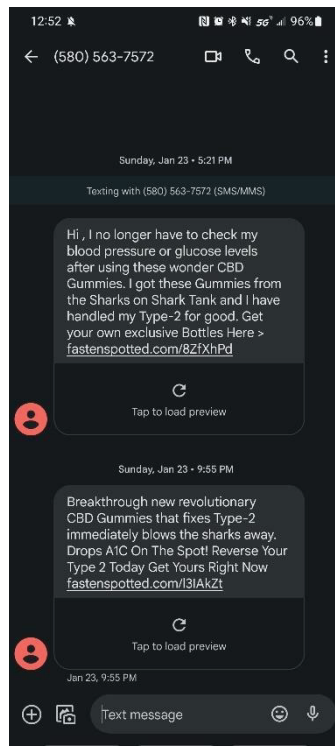 12:52 5G 96%
(580) 563-7572
Sunday, Jan 23 • 5:21 PM
Texting with (580) 563-7572 (SMS/MMS)
Hi , I no longer have to check my
blood pressure or glucose levels
after using these wonder CBD
Gummies. I got these Gummies from
the Sharks on Shark Tank and I have
handled my Type-2 for good. Get
your own exclusive Bottles Here >
fastenspotted.com/8ZfXhPd
Tap to load preview
Sunday, Jan 23 • 9:55 PM
Breakthrough new revolutionary
CBD Gummies that fixes Type-2
immediately blows the sharks away.
Drops A1C On The Spot! Reverse Your
Type 2 Today Get Yours Right Now
fastenspotted.com/l3IAkZt
Tap to load preview
Jan 23, 9:55 PM
Text message